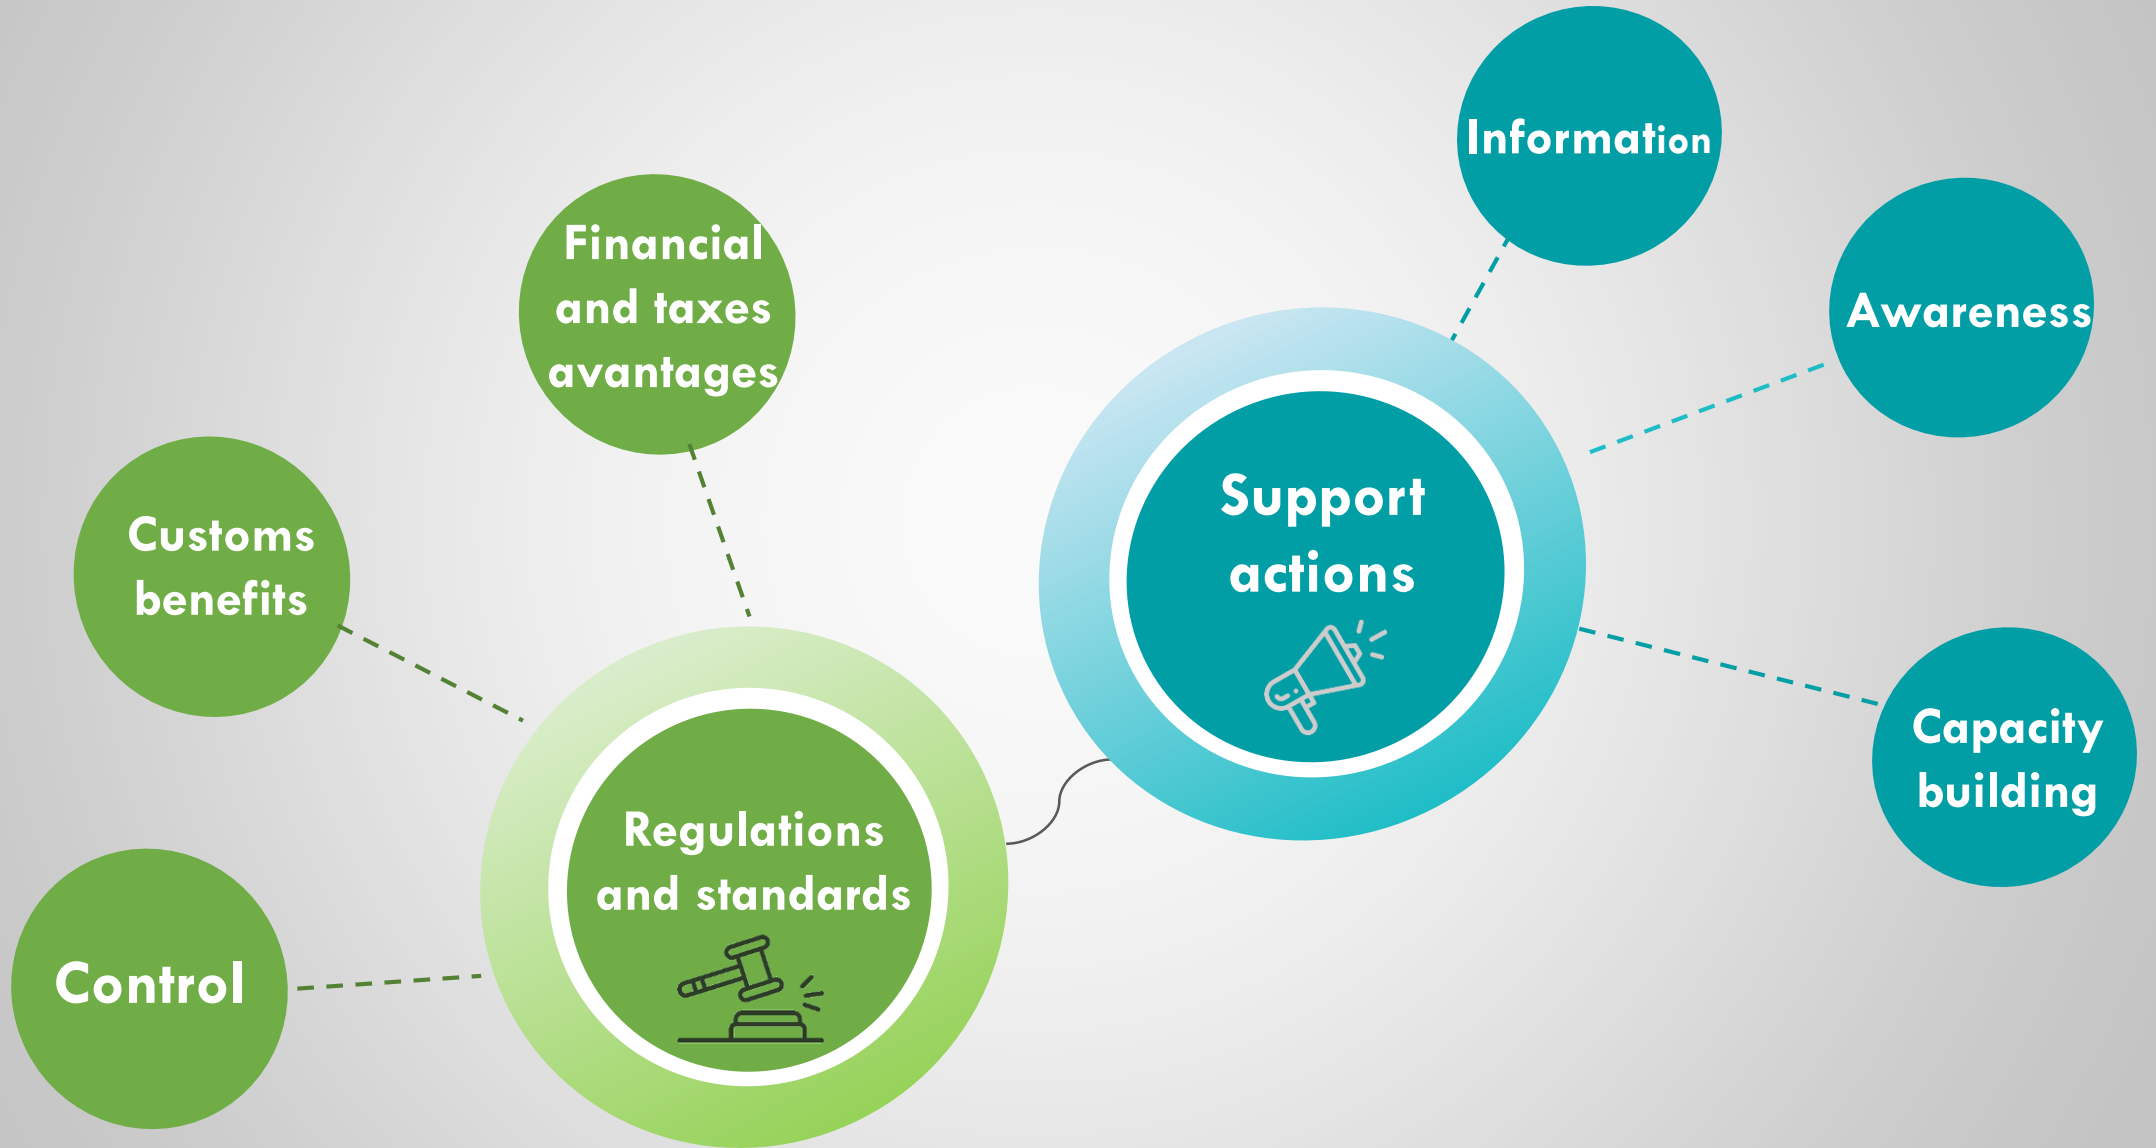 Financial
and taxes
avantages
Customs
benefits
Control
Regulations
and standards
Support
actions
Information
Awareness
Capacity
building